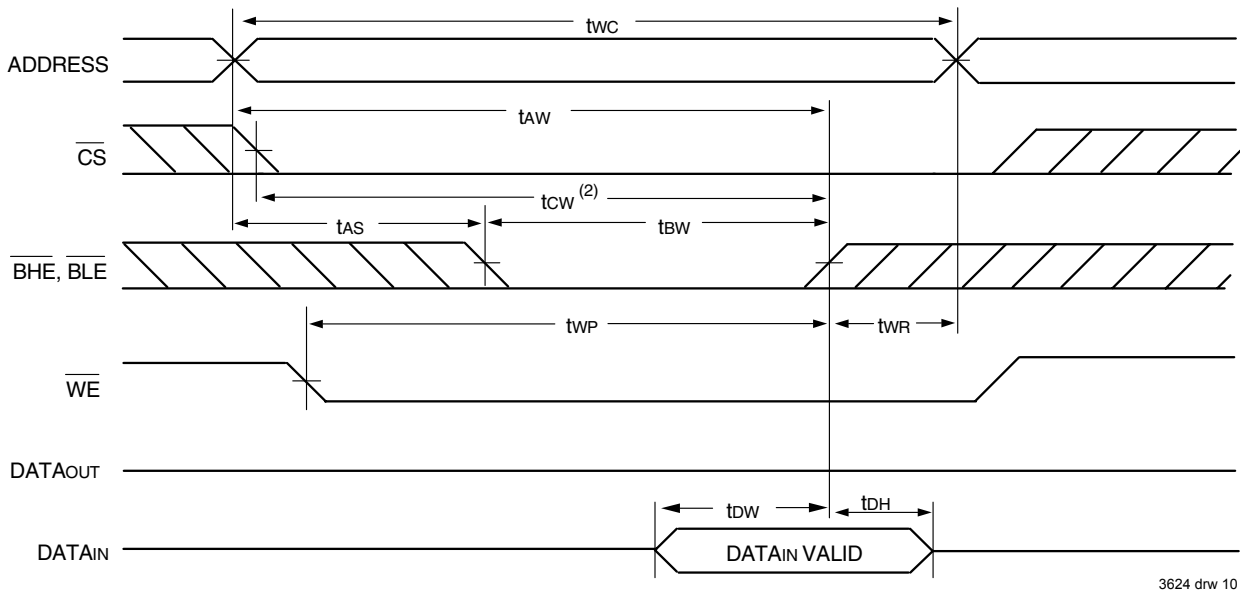 tWC
ADDRESS
tAW
CS
tCW (2)
tAS
tBW
BHE, BLE
tWP
tWR
WE
DATAOUT
tDW
tDH
DATAIN
DATAIN VALID
3624 drw 10